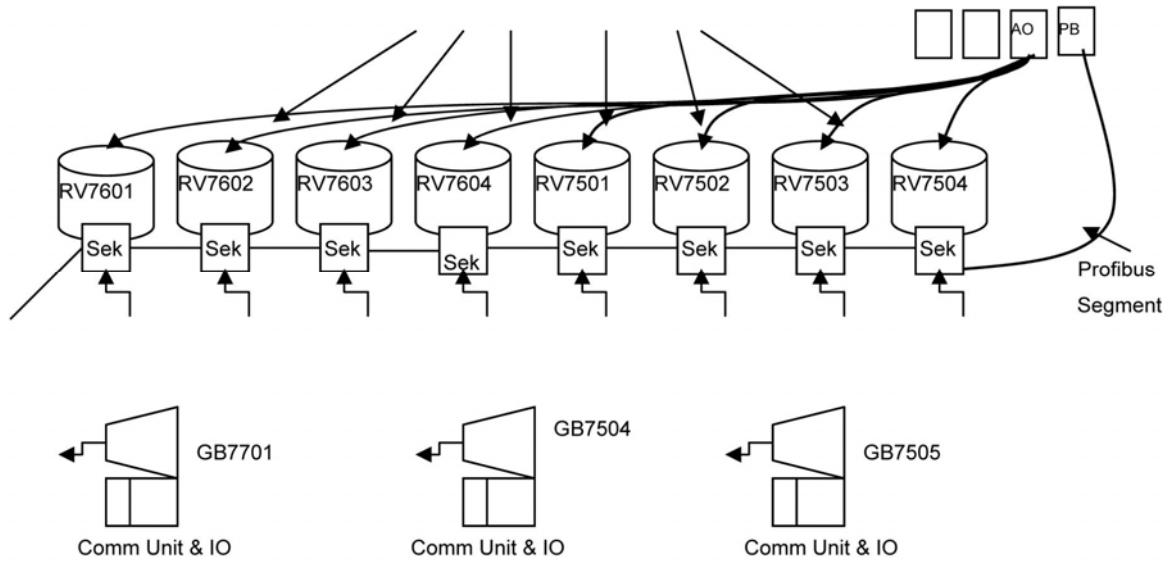 AO
PB
RV7601
RV7602
RV7603
RV7604
RV7501
RV7502
RV7503
RV7504
Sek
Sek
Sek
Sek
Sek
Sek
Sek
Sek
Profibus
Segment
GB7701
GB7504
GB7505
Comm Unit & IO
Comm Unit & IO
Comm Unit & IO